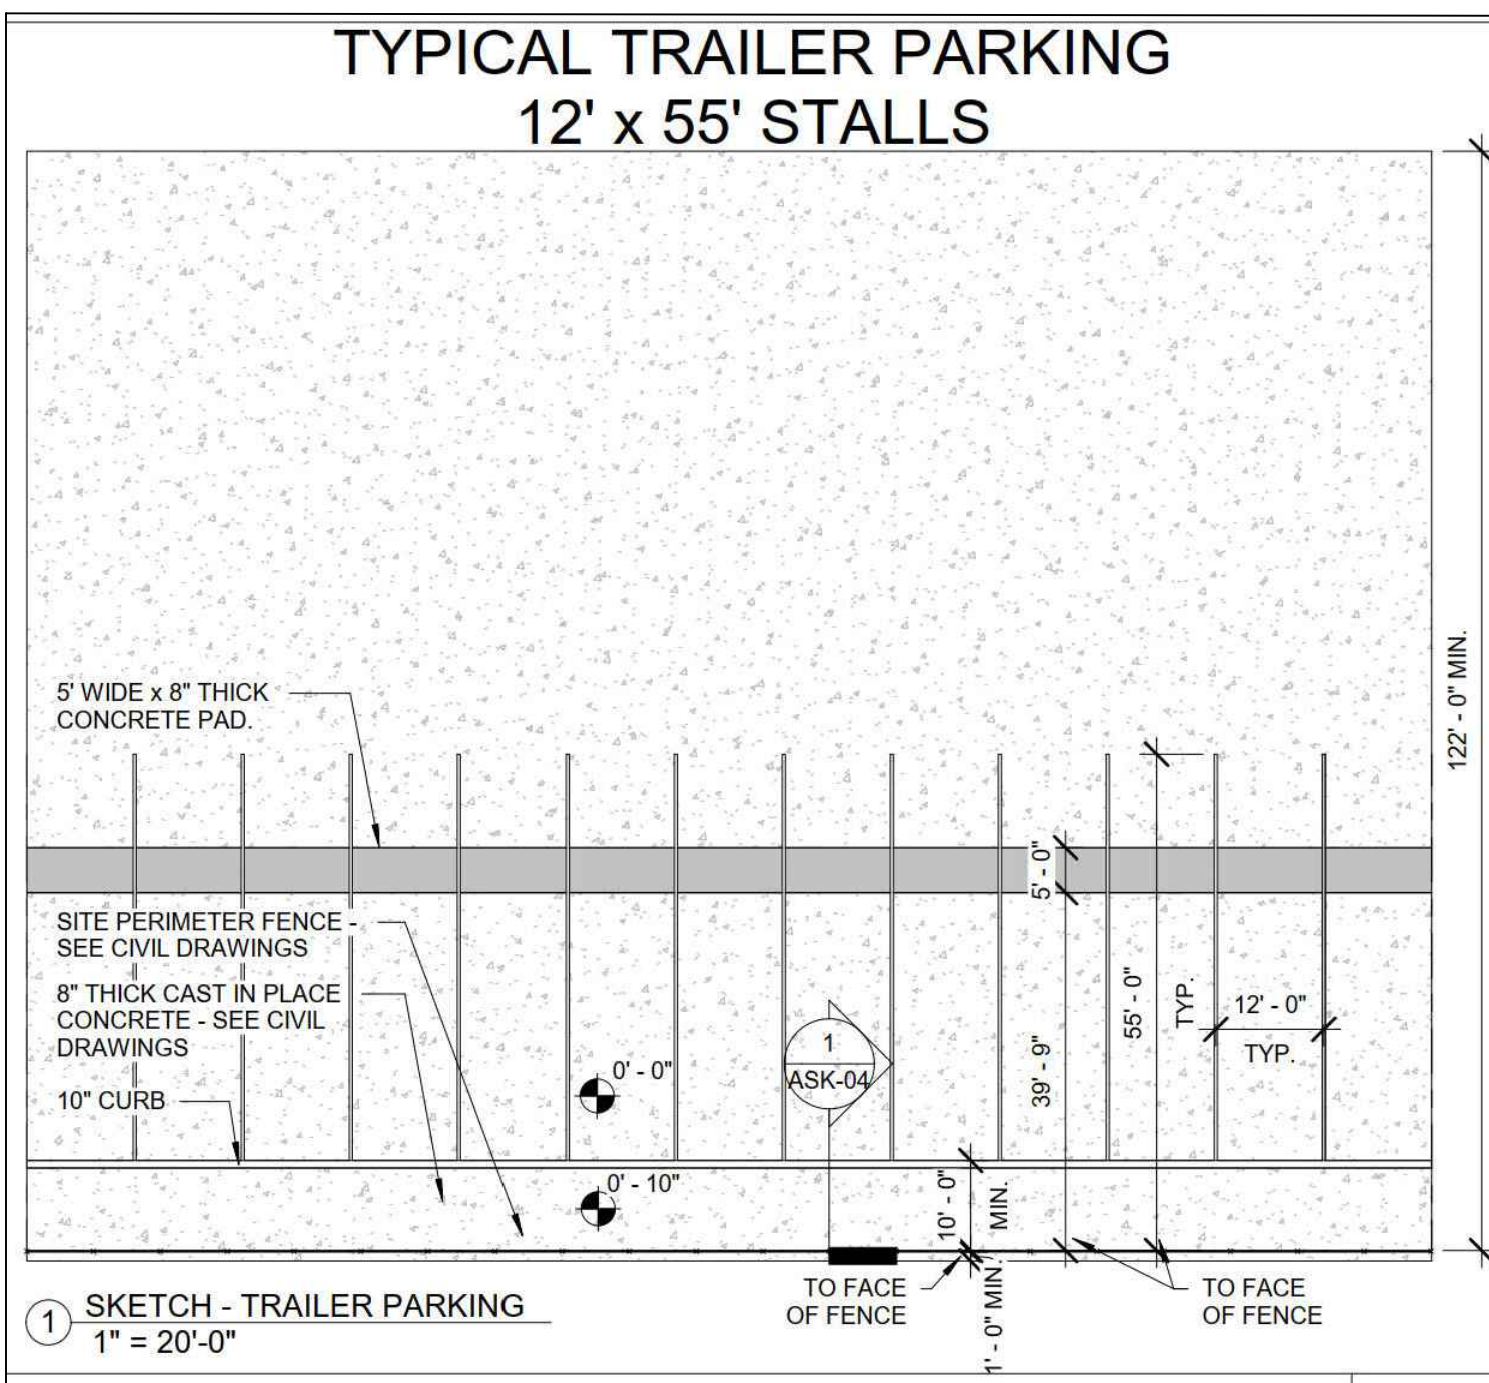 TYPICAL TRAILER PARKING
12' x 55' STALLS
5' WIDE x 8" THICK
CONCRETE PAD.
122' - 0" MIN.
5' - 0"
SITE PERIMETER FENCE -
SEE CIVIL DRAWINGS
8" THICK CAST IN PLACE
CONCRETE - SEE CIVIL
DRAWINGS
10" CURB
0' - 0"
1
ASK-04
39' - 9"
55' - 0"
TYP.
12' - 0"
TYP.
0' - 10"
10' - 0"
MIN.
1' - 0" MIN.
TO FACE
OF FENCE
TO FACE
OF FENCE
1
SKETCH - TRAILER PARKING
1" = 20'-0"